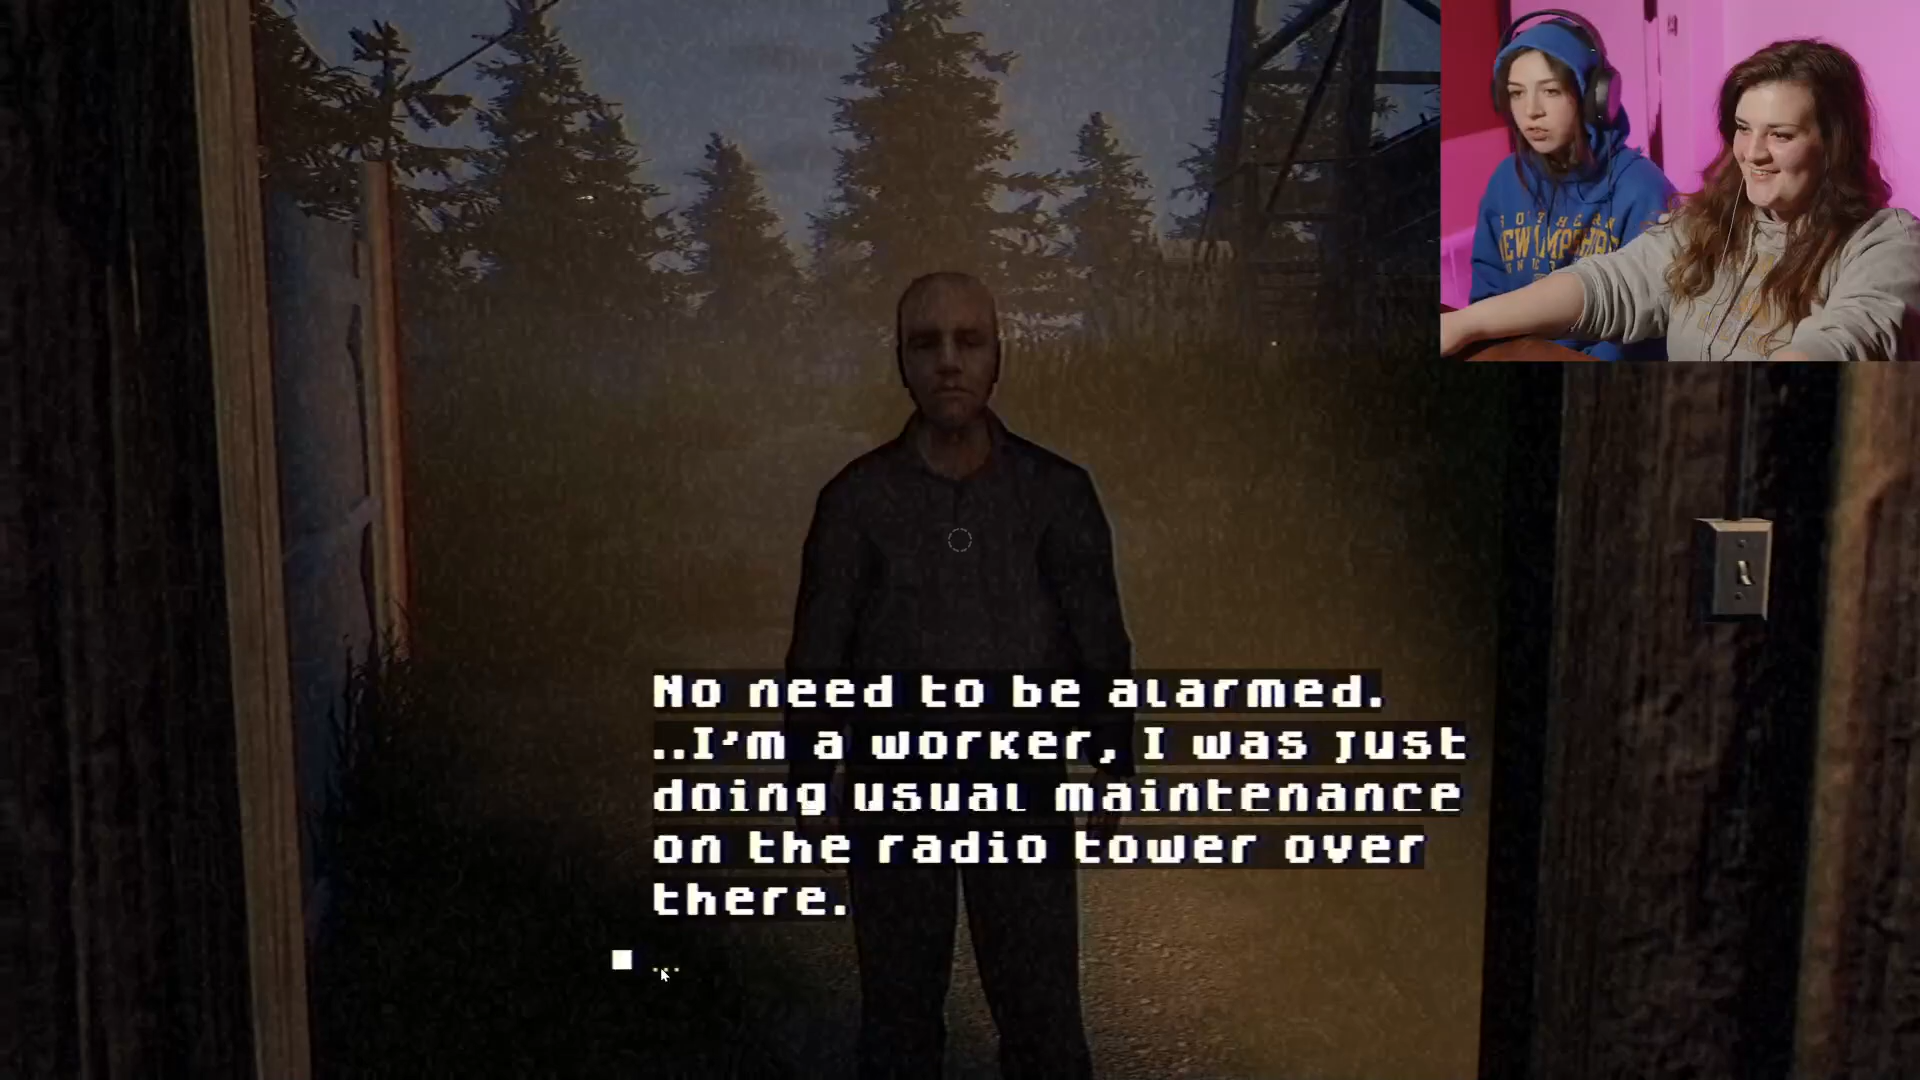 No need to be alarmed.
..I'm a worker, I was just
doing usual maintenance
on the radio tower over
there.
...